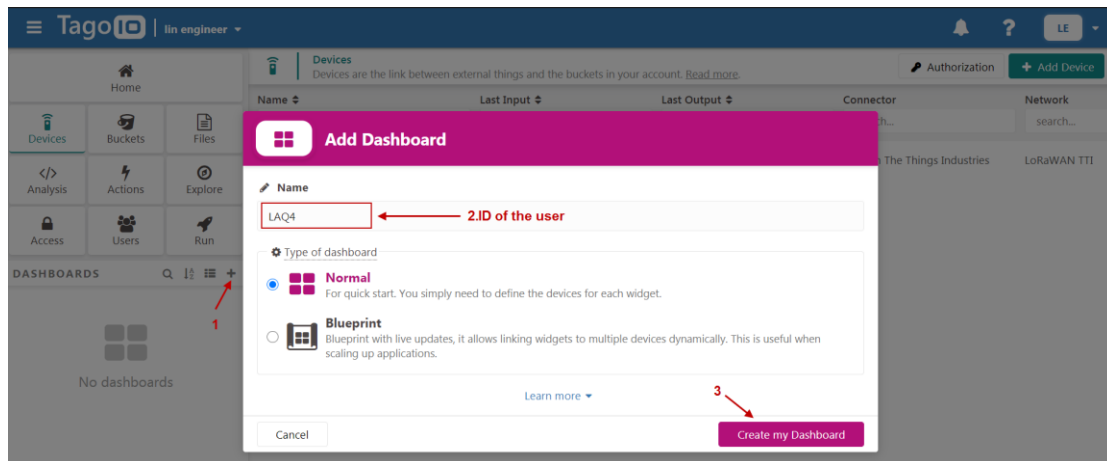 TagoIO lin engineer
? LE
Home
Devices Buckets Files
Analysis Actions Explore
Access Users Run
DASHBOARDS +
1
No dashboards
Devices
Devices are the link between external things and the buckets in your account. Read more.
Authorization + Add Device
Name Last Input Last Output Connector Network
search...
The Things Industries LoRaWAN TTI
Add Dashboard
Name
LAQ4 2.ID of the user
Type of dashboard
Normal
For quick start. You simply need to define the devices for each widget.
Blueprint
Blueprint with live updates, it allows linking widgets to multiple devices dynamically. This is useful when
scaling up applications.
Learn more
3
Cancel Create my Dashboard